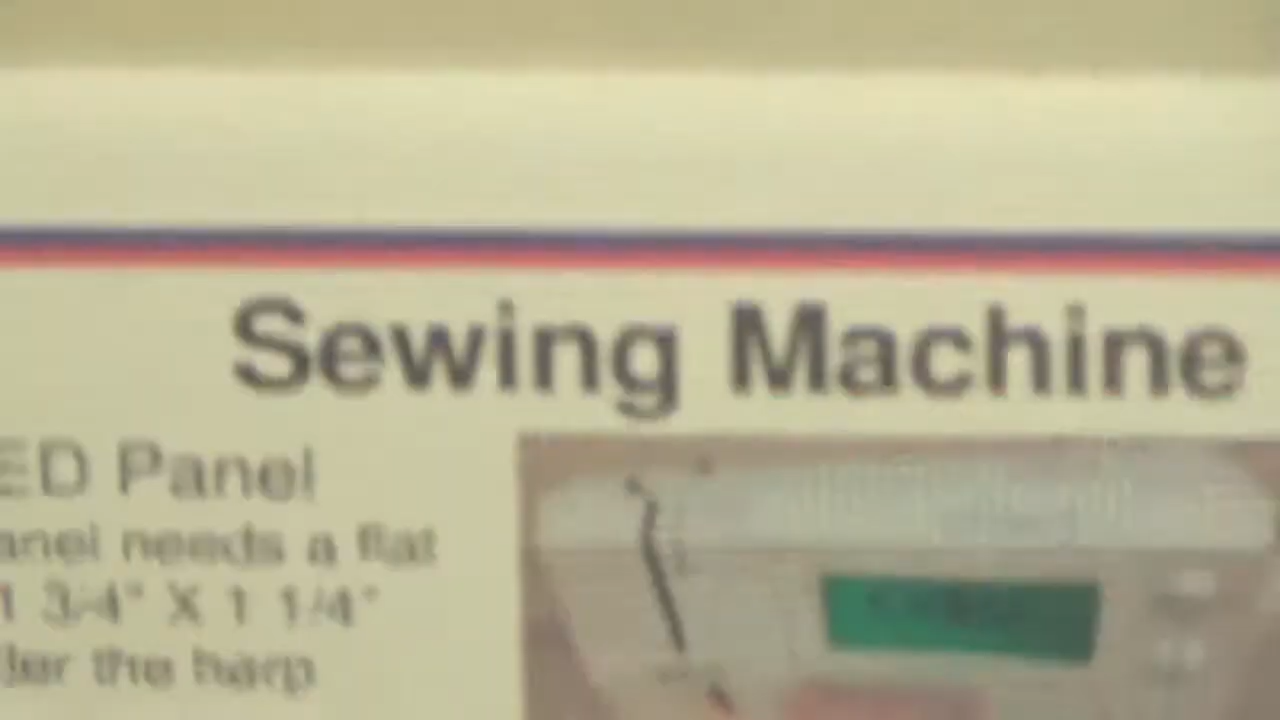 Sewing Machine
ED Panel
anel needs a flat
1 3/4" X 1 1/4"
der the harp